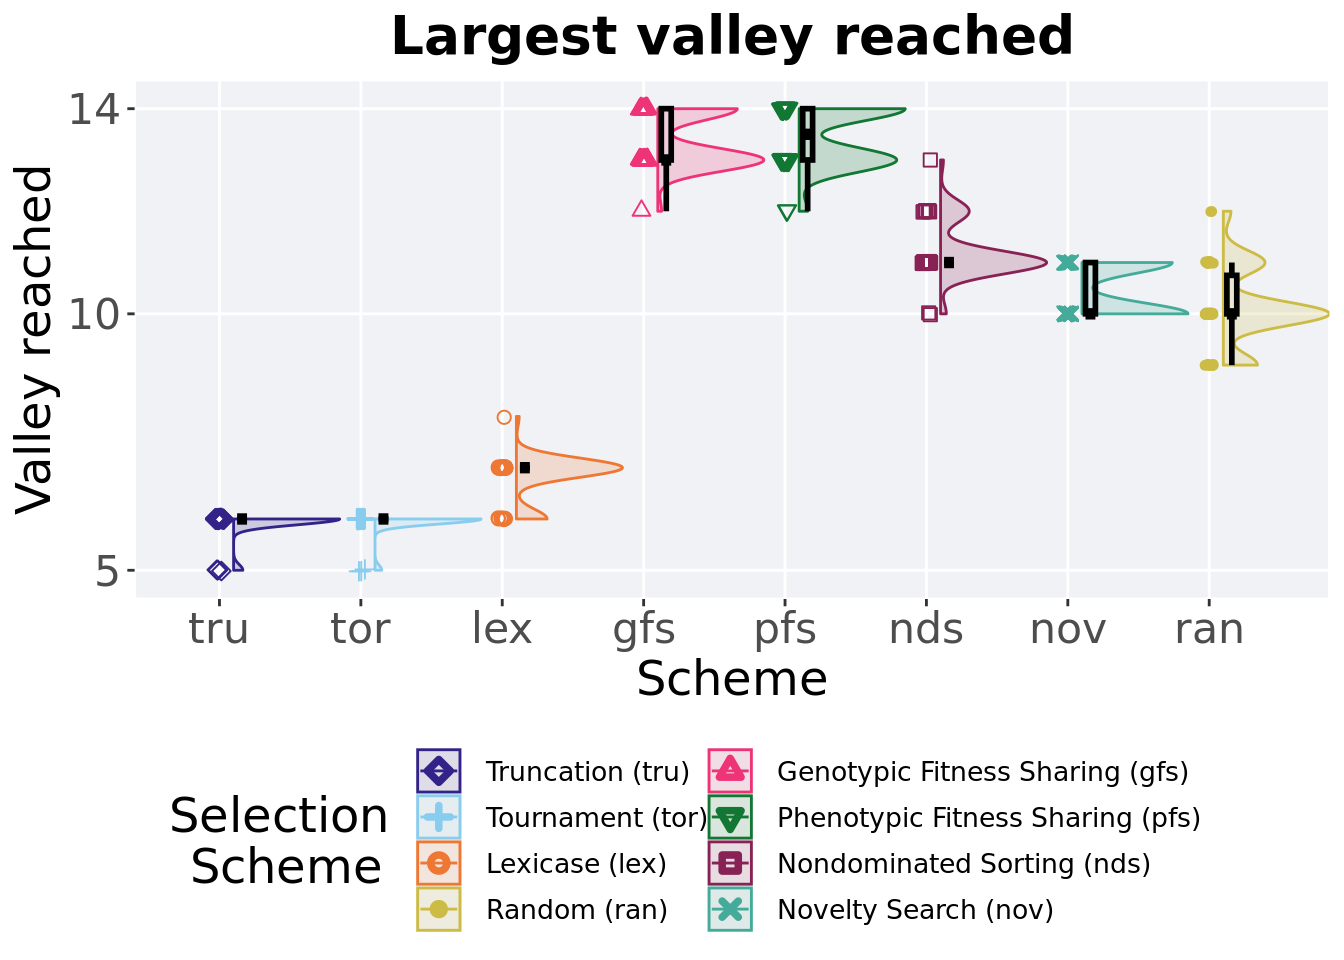 Largest valley reached
Valley reached
14
10
5
tru tor lex gfs pfs nds nov ran
Scheme
Selection
Scheme
Truncation (tru)
Tournament (tor)
Lexicase (lex)
Random (ran)
Genotypic Fitness Sharing (gfs)
Phenotypic Fitness Sharing (pfs)
Nondominated Sorting (nds)
Novelty Search (nov)